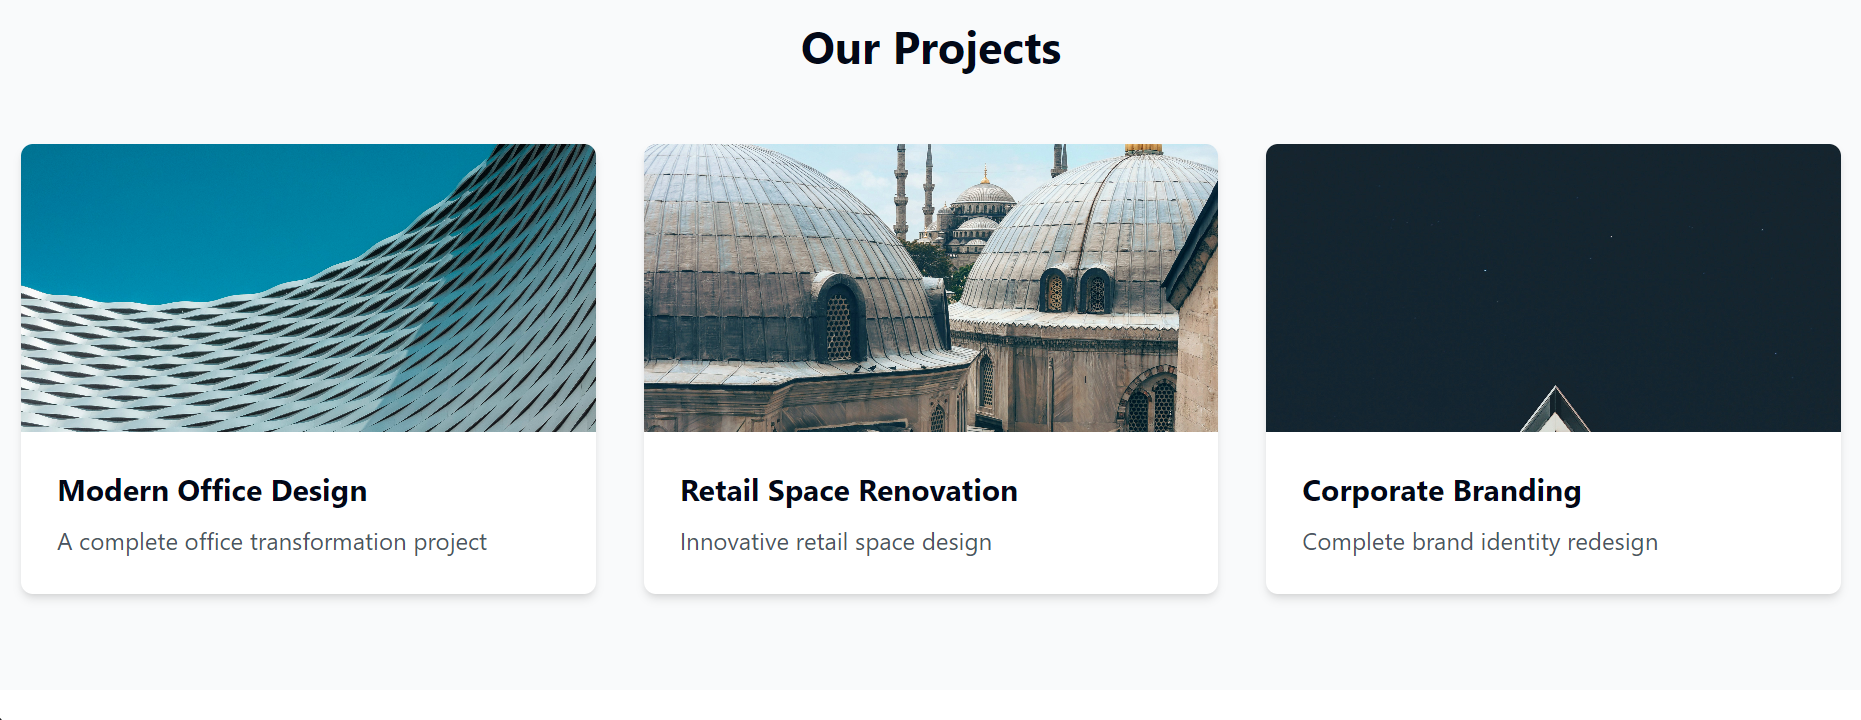 Our Projects
Modern Office Design
A complete office transformation project
Retail Space Renovation
Innovative retail space design
Corporate Branding
Complete brand identity redesign